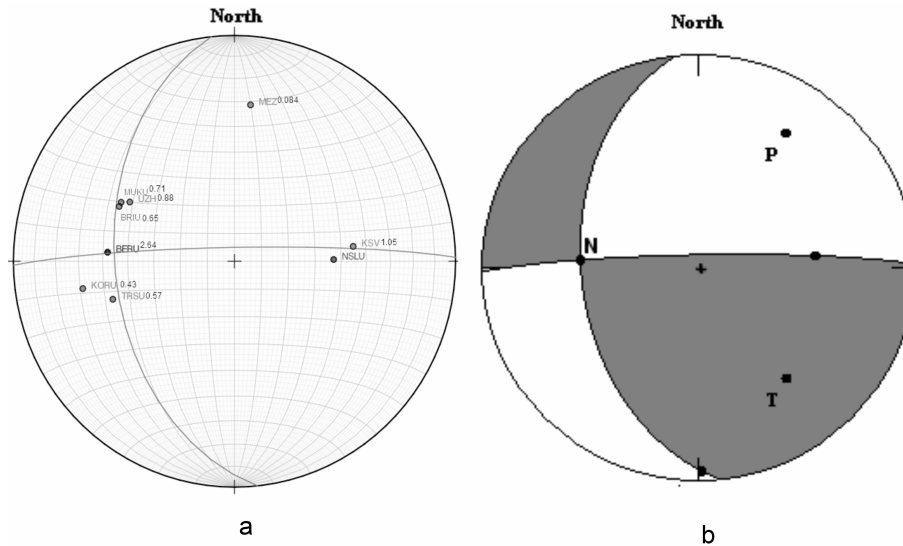 North
MEZ 0.084
MUKU 0.71
UZH 0.88
BRIU 0.65
BERU 2.64
KSV 1.05
NSLU
KORU 0.43
TRSU 0.57
a
North
P
N
T
b